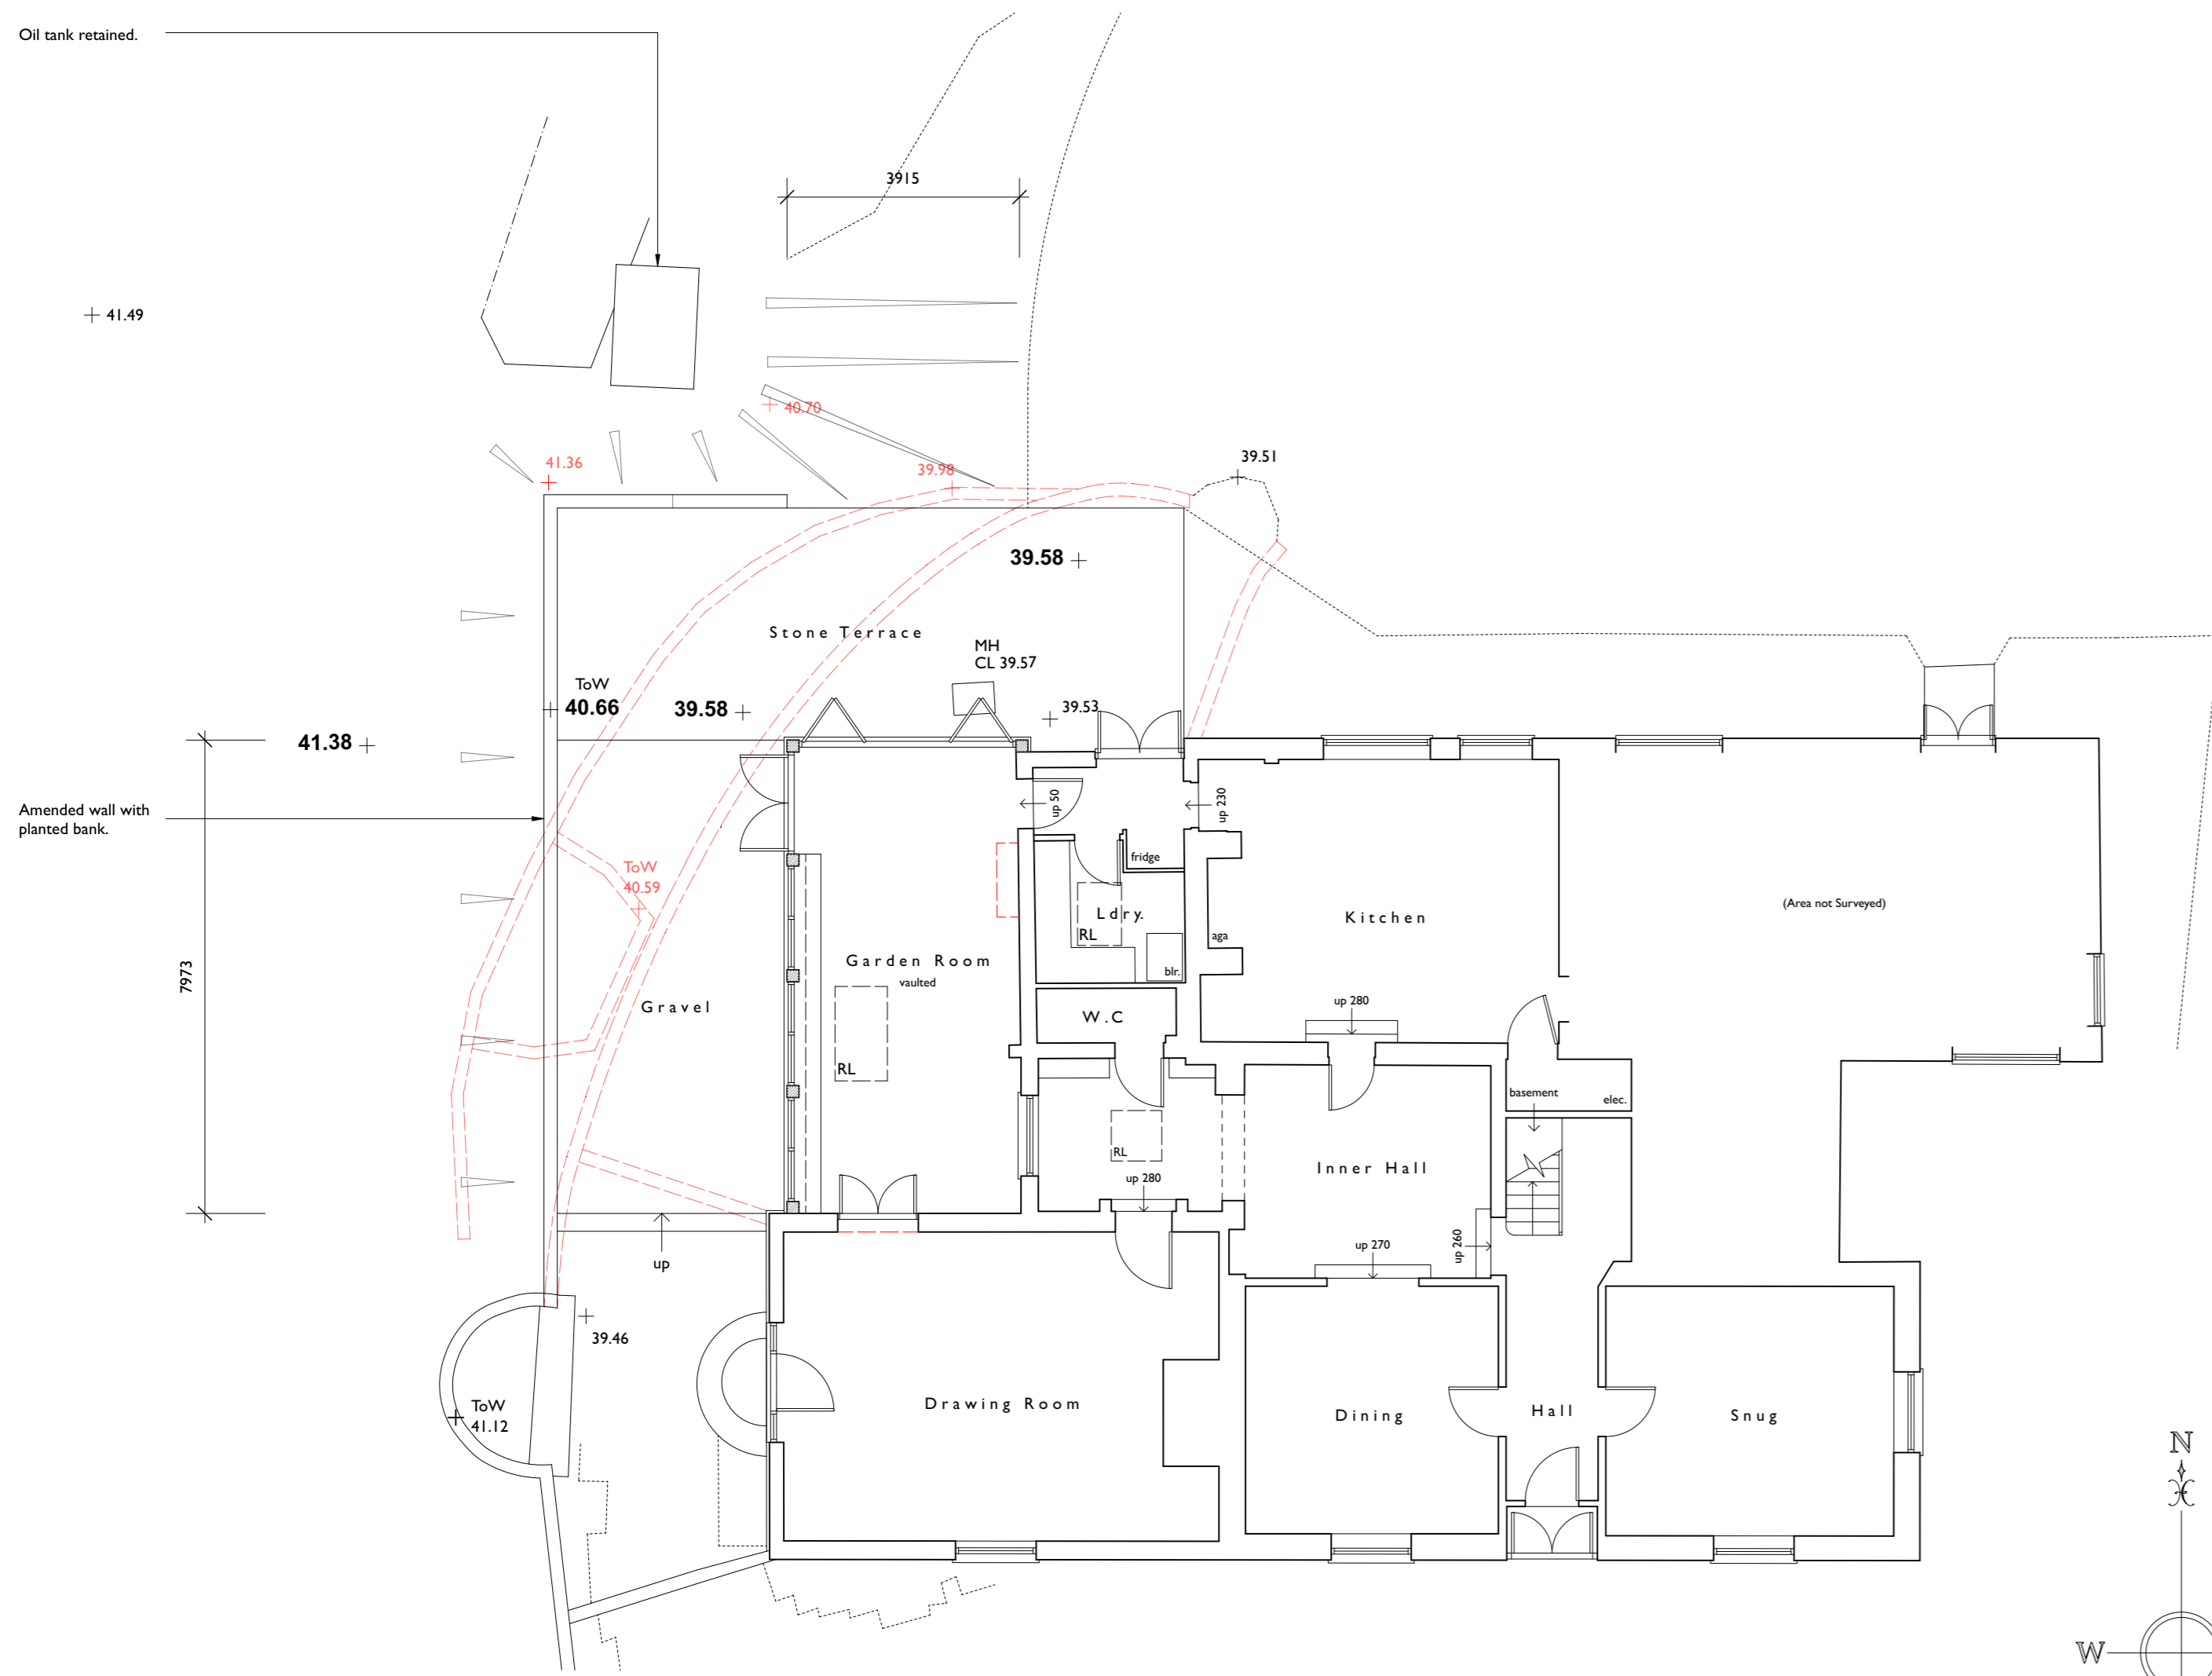 Oil tank retained.
3915
41.49
40.70
41.36
39.98
39.51
39.58
Stone Terrace
MH
CL 39.57
ToW
40.66
39.58
39.53
41.38
Amended wall with
planted bank.
up 50
up 230
fridge
ToW
40.59
Ldry.
RL
Kitchen
(Area not Surveyed)
aga
Garden Room
vaulted
blr.
7973
Gravel
up 280
W.C
RL
basement
elec.
RL
Inner Hall
up 280
up 260
up 270
up
39.46
ToW
41.12
Drawing Room
Dining
Hall
Snug
N
W